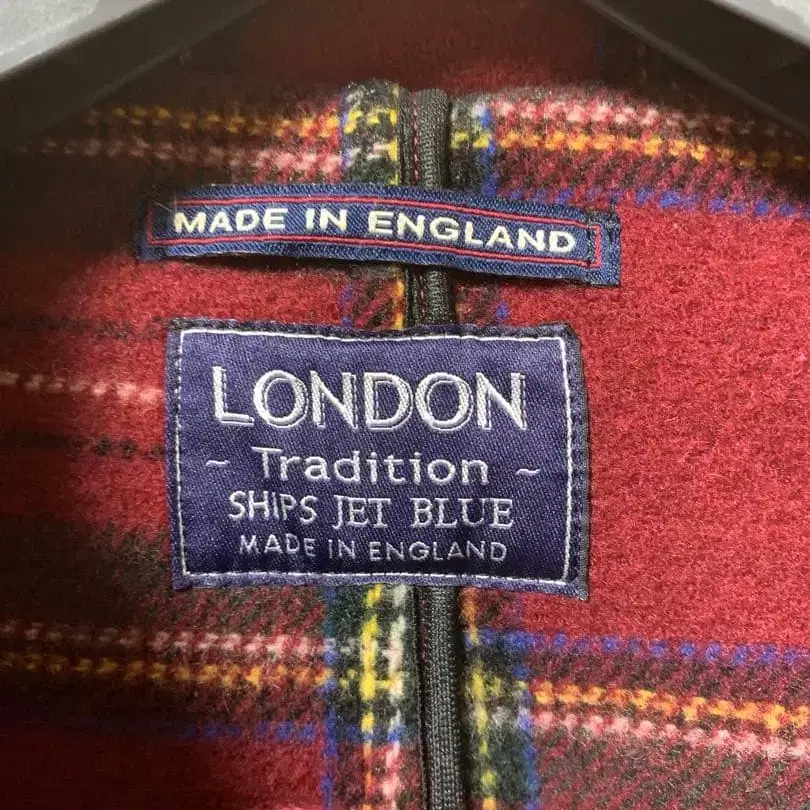 MADE IN ENGLAND
LONDON
~ Tradition ~
SHIPS JET BLUE
MADE IN ENGLAND